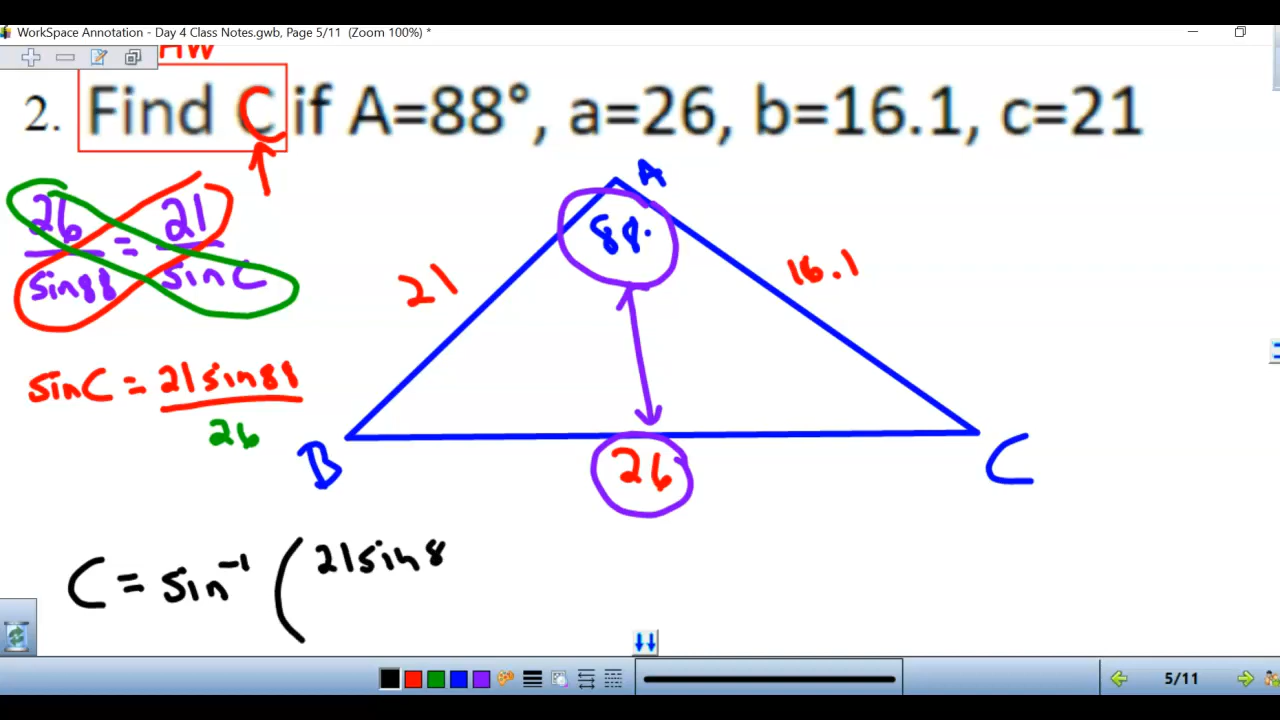 WorkSpace Annotation - Day 4 Class Notes.gwb, Page 5/11 (Zoom 100%) *
AW
2. Find C if A=88°, a=26, b=16.1, c=21
A
26 = 21
sin88 sinC
88°
21
16.1
sinC = 21sin88
26
B
26
C
C = sin⁻¹ ( 21sin8
5/11